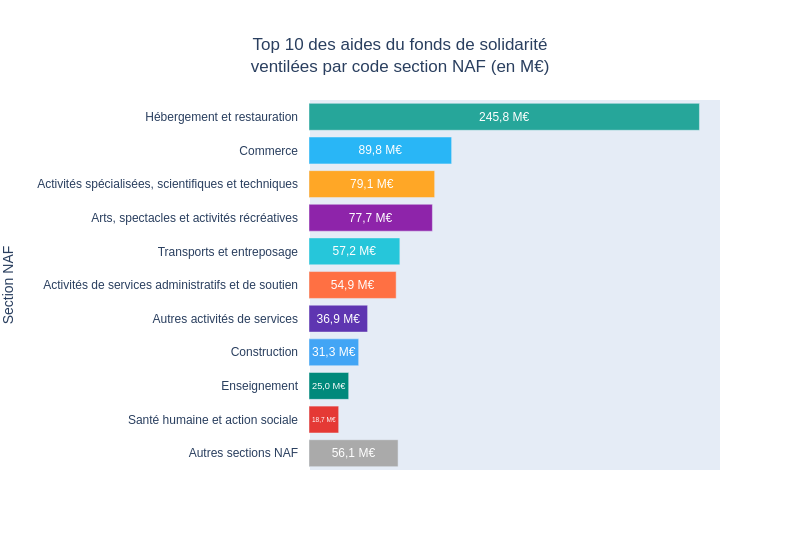 Top 10 des aides du fonds de solidarité
ventilées par code section NAF (en M€)
Section NAF
Hébergement et restauration 245,8 M€
Commerce 89,8 M€
Activités spécialisées, scientifiques et techniques 79,1 M€
Arts, spectacles et activités récréatives 77,7 M€
Transports et entreposage 57,2 M€
Activités de services administratifs et de soutien 54,9 M€
Autres activités de services 36,9 M€
Construction 31,3 M€
Enseignement 25,0 M€
Santé humaine et action sociale 18,7 M€
Autres sections NAF 56,1 M€